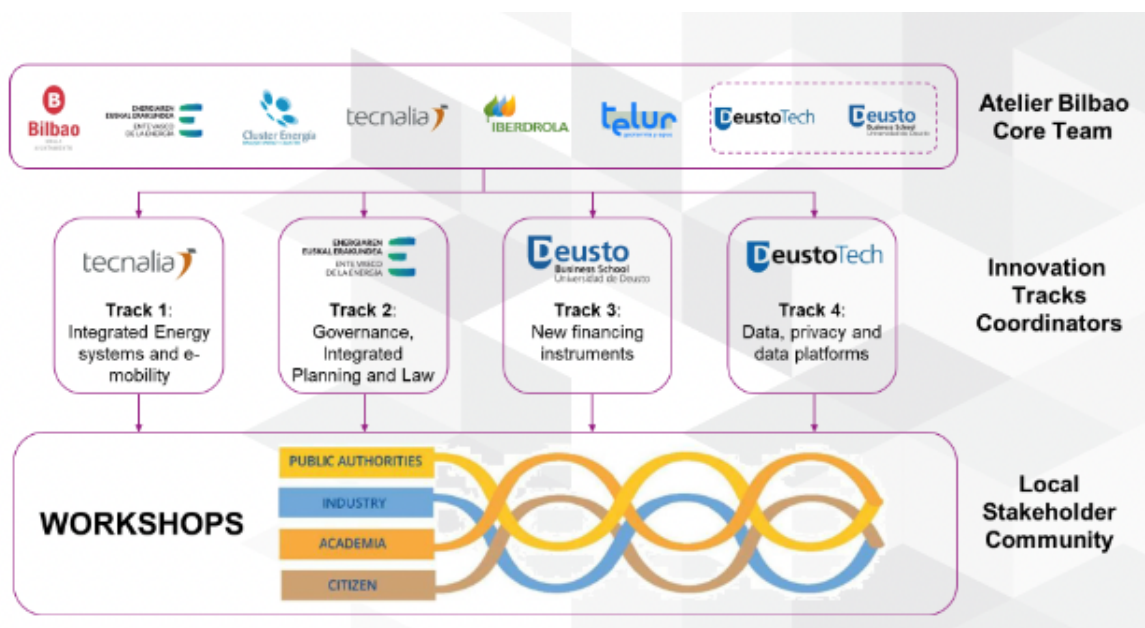 B
Bilbao
ENERGIAREN
EUSKAL ERAKUNDEA
ENTE VASCO
DE LA ENERGÍA
Cluster Energía
tecnalia
IBERDROLA
telur
DeustoTech
Deusto
Business School
Universidad de Deusto
Atelier Bilbao
Core Team
tecnalia
Track 1:
Integrated Energy
systems and e-
mobility
ENERGIAREN
EUSKAL ERAKUNDEA
ENTE VASCO
DE LA ENERGÍA
Track 2:
Governance,
Integrated
Planning and Law
Deusto
Business School
Universidad de Deusto
Track 3:
New financing
instruments
DeustoTech
Track 4:
Data, privacy and
data platforms
Innovation
Tracks
Coordinators
WORKSHOPS
PUBLIC AUTHORITIES
INDUSTRY
ACADEMIA
CITIZEN
Local
Stakeholder
Community